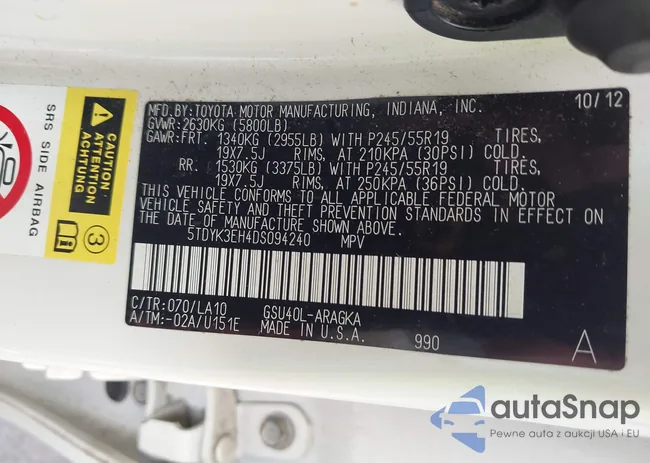 SRS SIDE AIRBAG
CAUTION
ATTENTION
ACHTUNG
3
MFD.BY:TOYOTA MOTOR MANUFACTURING, INDIANA, INC. 10/12
GVWR:2630KG (5800LB)
GAWR:FRT. 1340KG (2955LB) WITH P245/55R19 TIRES,
19X7.5J RIMS, AT 210KPA (30PSI) COLD.
RR. 1530KG (3375LB) WITH P245/55R19 TIRES,
19X7.5J RIMS, AT 250KPA (36PSI) COLD.
THIS VEHICLE CONFORMS TO ALL APPLICABLE FEDERAL MOTOR
VEHICLE SAFETY AND THEFT PREVENTION STANDARDS IN EFFECT ON
THE DATE OF MANUFACTURE SHOWN ABOVE.
5TDYK3EH4DS094240 MPV
C/TR:070/LA10 GSU40L-ARAGKA
A/TM:-02A/U151E MADE IN U.S.A. 990 A
autaSnap
Pewne auta z aukcji USA i EU